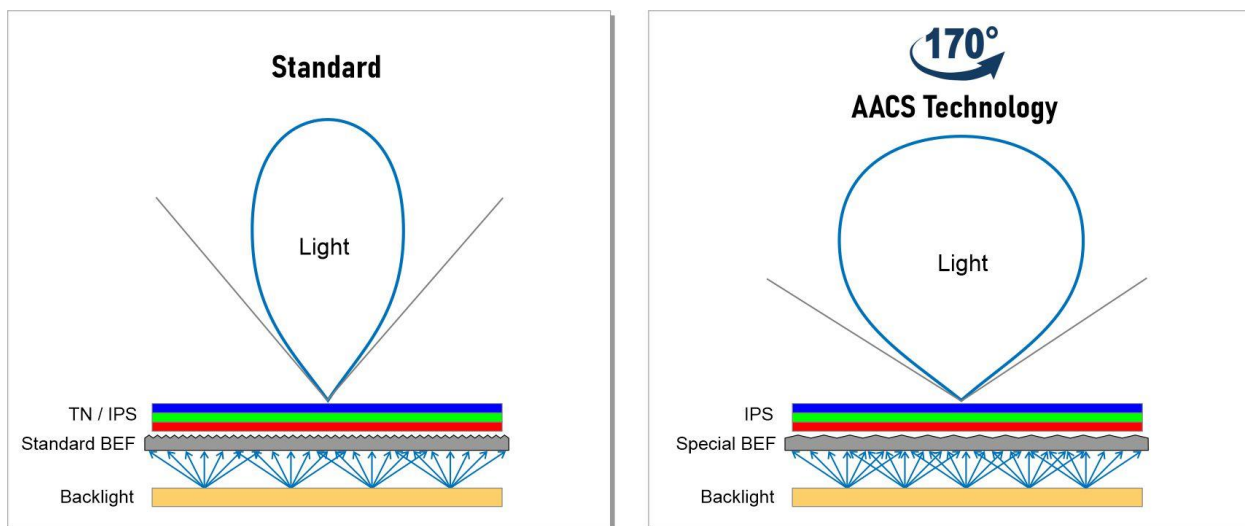 Standard
Light
TN / IPS
Standard BEF
Backlight
170°
AACS Technology
Light
IPS
Special BEF
Backlight